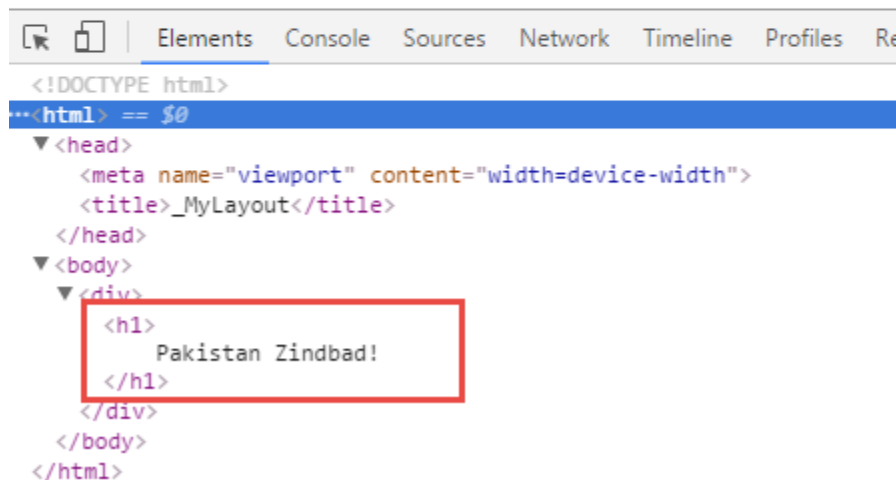 Elements Console Sources Network Timeline Profiles Re
<!DOCTYPE html>
…<html> == $0
▼<head>
<meta name="viewport" content="width=device-width">
<title>_MyLayout</title>
</head>
▼<body>
▼<div>
<h1>
Pakistan Zindbad!
</h1>
</div>
</body>
</html>